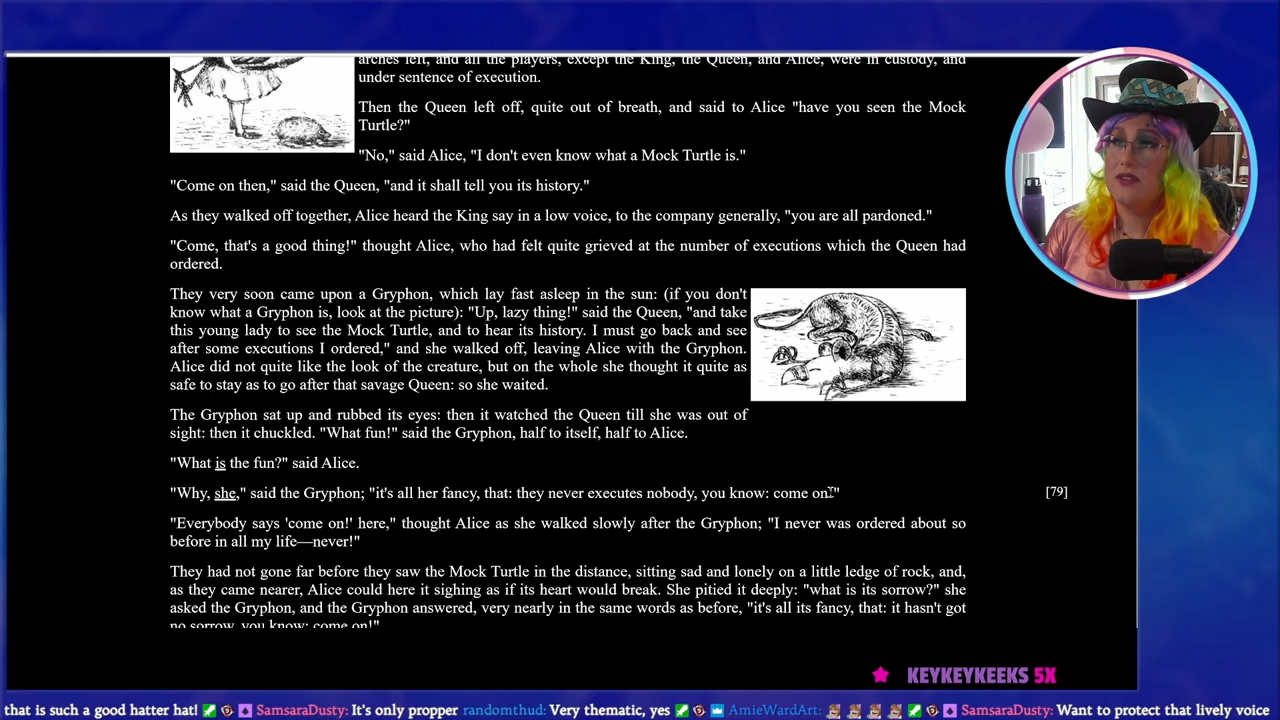 arches left, and all the players, except the King, the Queen, and Alice, were in custody, and
under sentence of execution.
Then the Queen left off, quite out of breath, and said to Alice "have you seen the Mock
Turtle?"
"No," said Alice, "I don't even know what a Mock Turtle is."
"Come on then," said the Queen, "and it shall tell you its history."
As they walked off together, Alice heard the King say in a low voice, to the company generally, "you are all pardoned."
"Come, that's a good thing!" thought Alice, who had felt quite grieved at the number of executions which the Queen had
ordered.
They very soon came upon a Gryphon, which lay fast asleep in the sun: (if you don't
know what a Gryphon is, look at the picture): "Up, lazy thing!" said the Queen, "and take
this young lady to see the Mock Turtle, and to hear its history. I must go back and see
after some executions I ordered," and she walked off, leaving Alice with the Gryphon.
Alice did not quite like the look of the creature, but on the whole she thought it quite as
safe to stay as to go after that savage Queen: so she waited.
The Gryphon sat up and rubbed its eyes: then it watched the Queen till she was out of
sight: then it chuckled. "What fun!" said the Gryphon, half to itself, half to Alice.
"What is the fun?" said Alice.
"Why, she," said the Gryphon; "it's all her fancy, that: they never executes nobody, you know: come on!"
[79]
"Everybody says 'come on!' here," thought Alice as she walked slowly after the Gryphon; "I never was ordered about so
before in all my life—never!"
They had not gone far before they saw the Mock Turtle in the distance, sitting sad and lonely on a little ledge of rock, and,
as they came nearer, Alice could here it sighing as if its heart would break. She pitied it deeply: "what is its sorrow?" she
asked the Gryphon, and the Gryphon answered, very nearly in the same words as before, "it's all its fancy, that: it hasn't got
no sorrow, you know: come on!"
KEYKEYKEEKS 5X
that is such a good hatter hat! SamsaraDusty: It's only propper randomthud: Very thematic, yes AmieWardArt: SamsaraDusty: Want to protect that lively voice